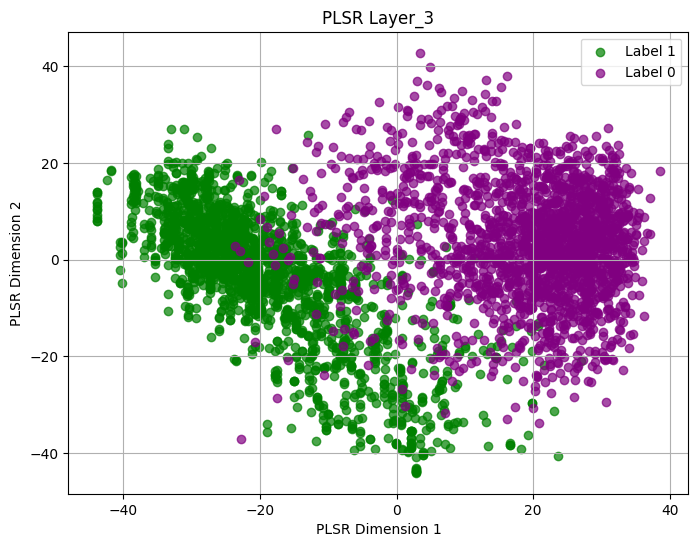 PLSR Layer_3
Label 1
Label 0
40
20
0
−20
−40
PLSR Dimension 2
−40 −20 0 20 40
PLSR Dimension 1